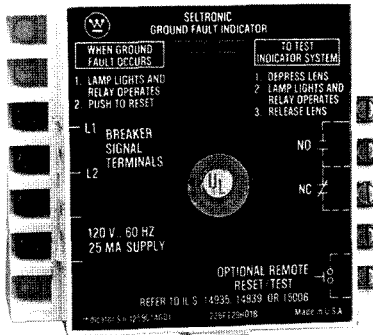 SELTRONIC
GROUND FAULT INDICATOR
WHEN GROUND
FAULT OCCURS
1. LAMP LIGHTS AND
RELAY OPERATES
2. PUSH TO RESET
TO TEST
INDICATOR SYSTEM
1. DEPRESS LENS
2 LAMP LIGHTS AND
RELAY OPERATES
3. RELEASE LENS
L1
BREAKER
SIGNAL
TERMINALS
L2
NO
NC
UL
120 V.. 60 HZ
25 MA SUPPLY
OPTIONAL REMOTE
RESET/TEST
REFER TO I.L.'S 14935, 14939 OR 15006
Indicator S#
Made in U.S.A.